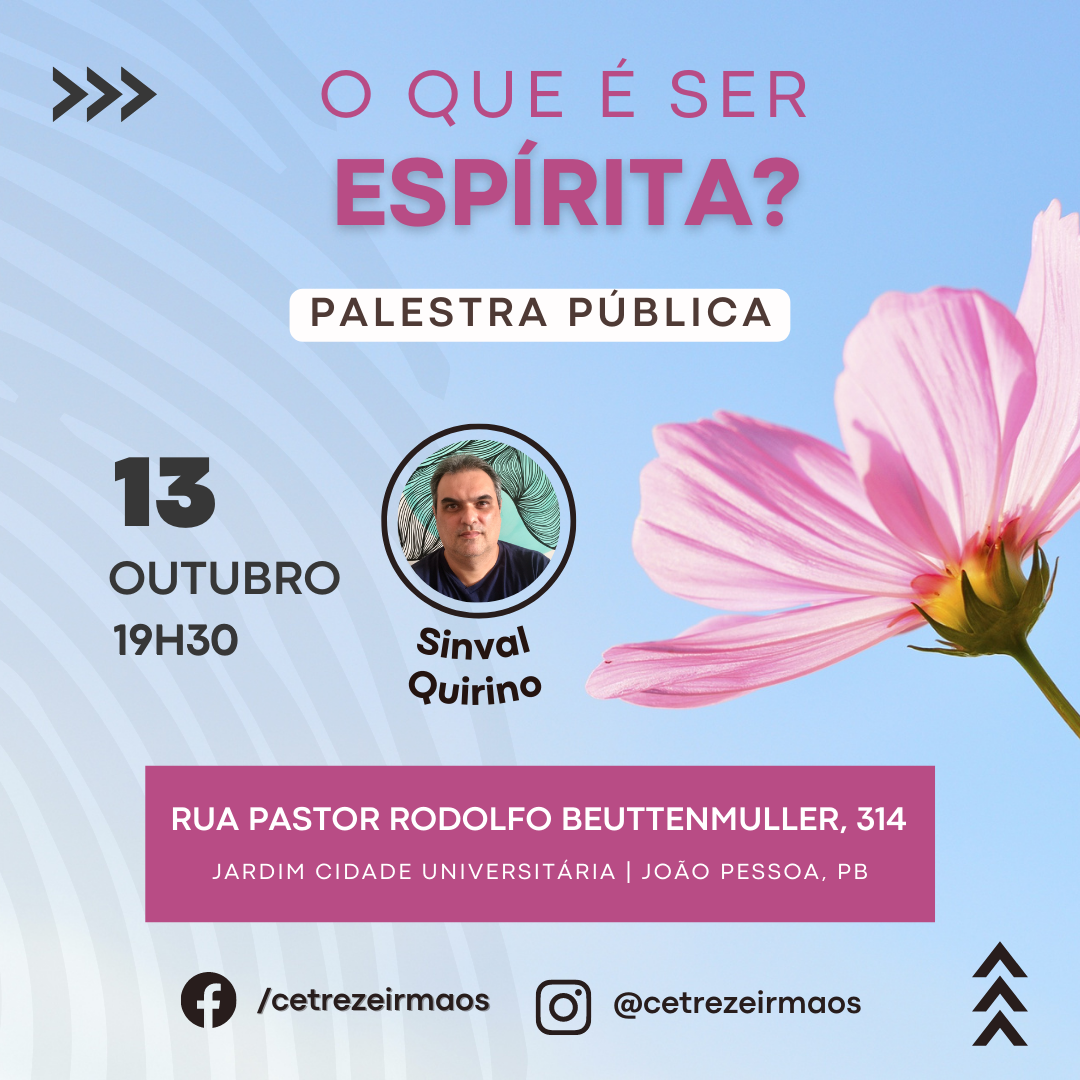 O QUE É SER
ESPÍRITA?
PALESTRA PÚBLICA
13
OUTUBRO
19H30
Sinval
Quirino
RUA PASTOR RODOLFO BEUTTENMULLER, 314
JARDIM CIDADE UNIVERSITÁRIA | JOÃO PESSOA, PB
/cetrezeirmaos
@cetrezeirmaos